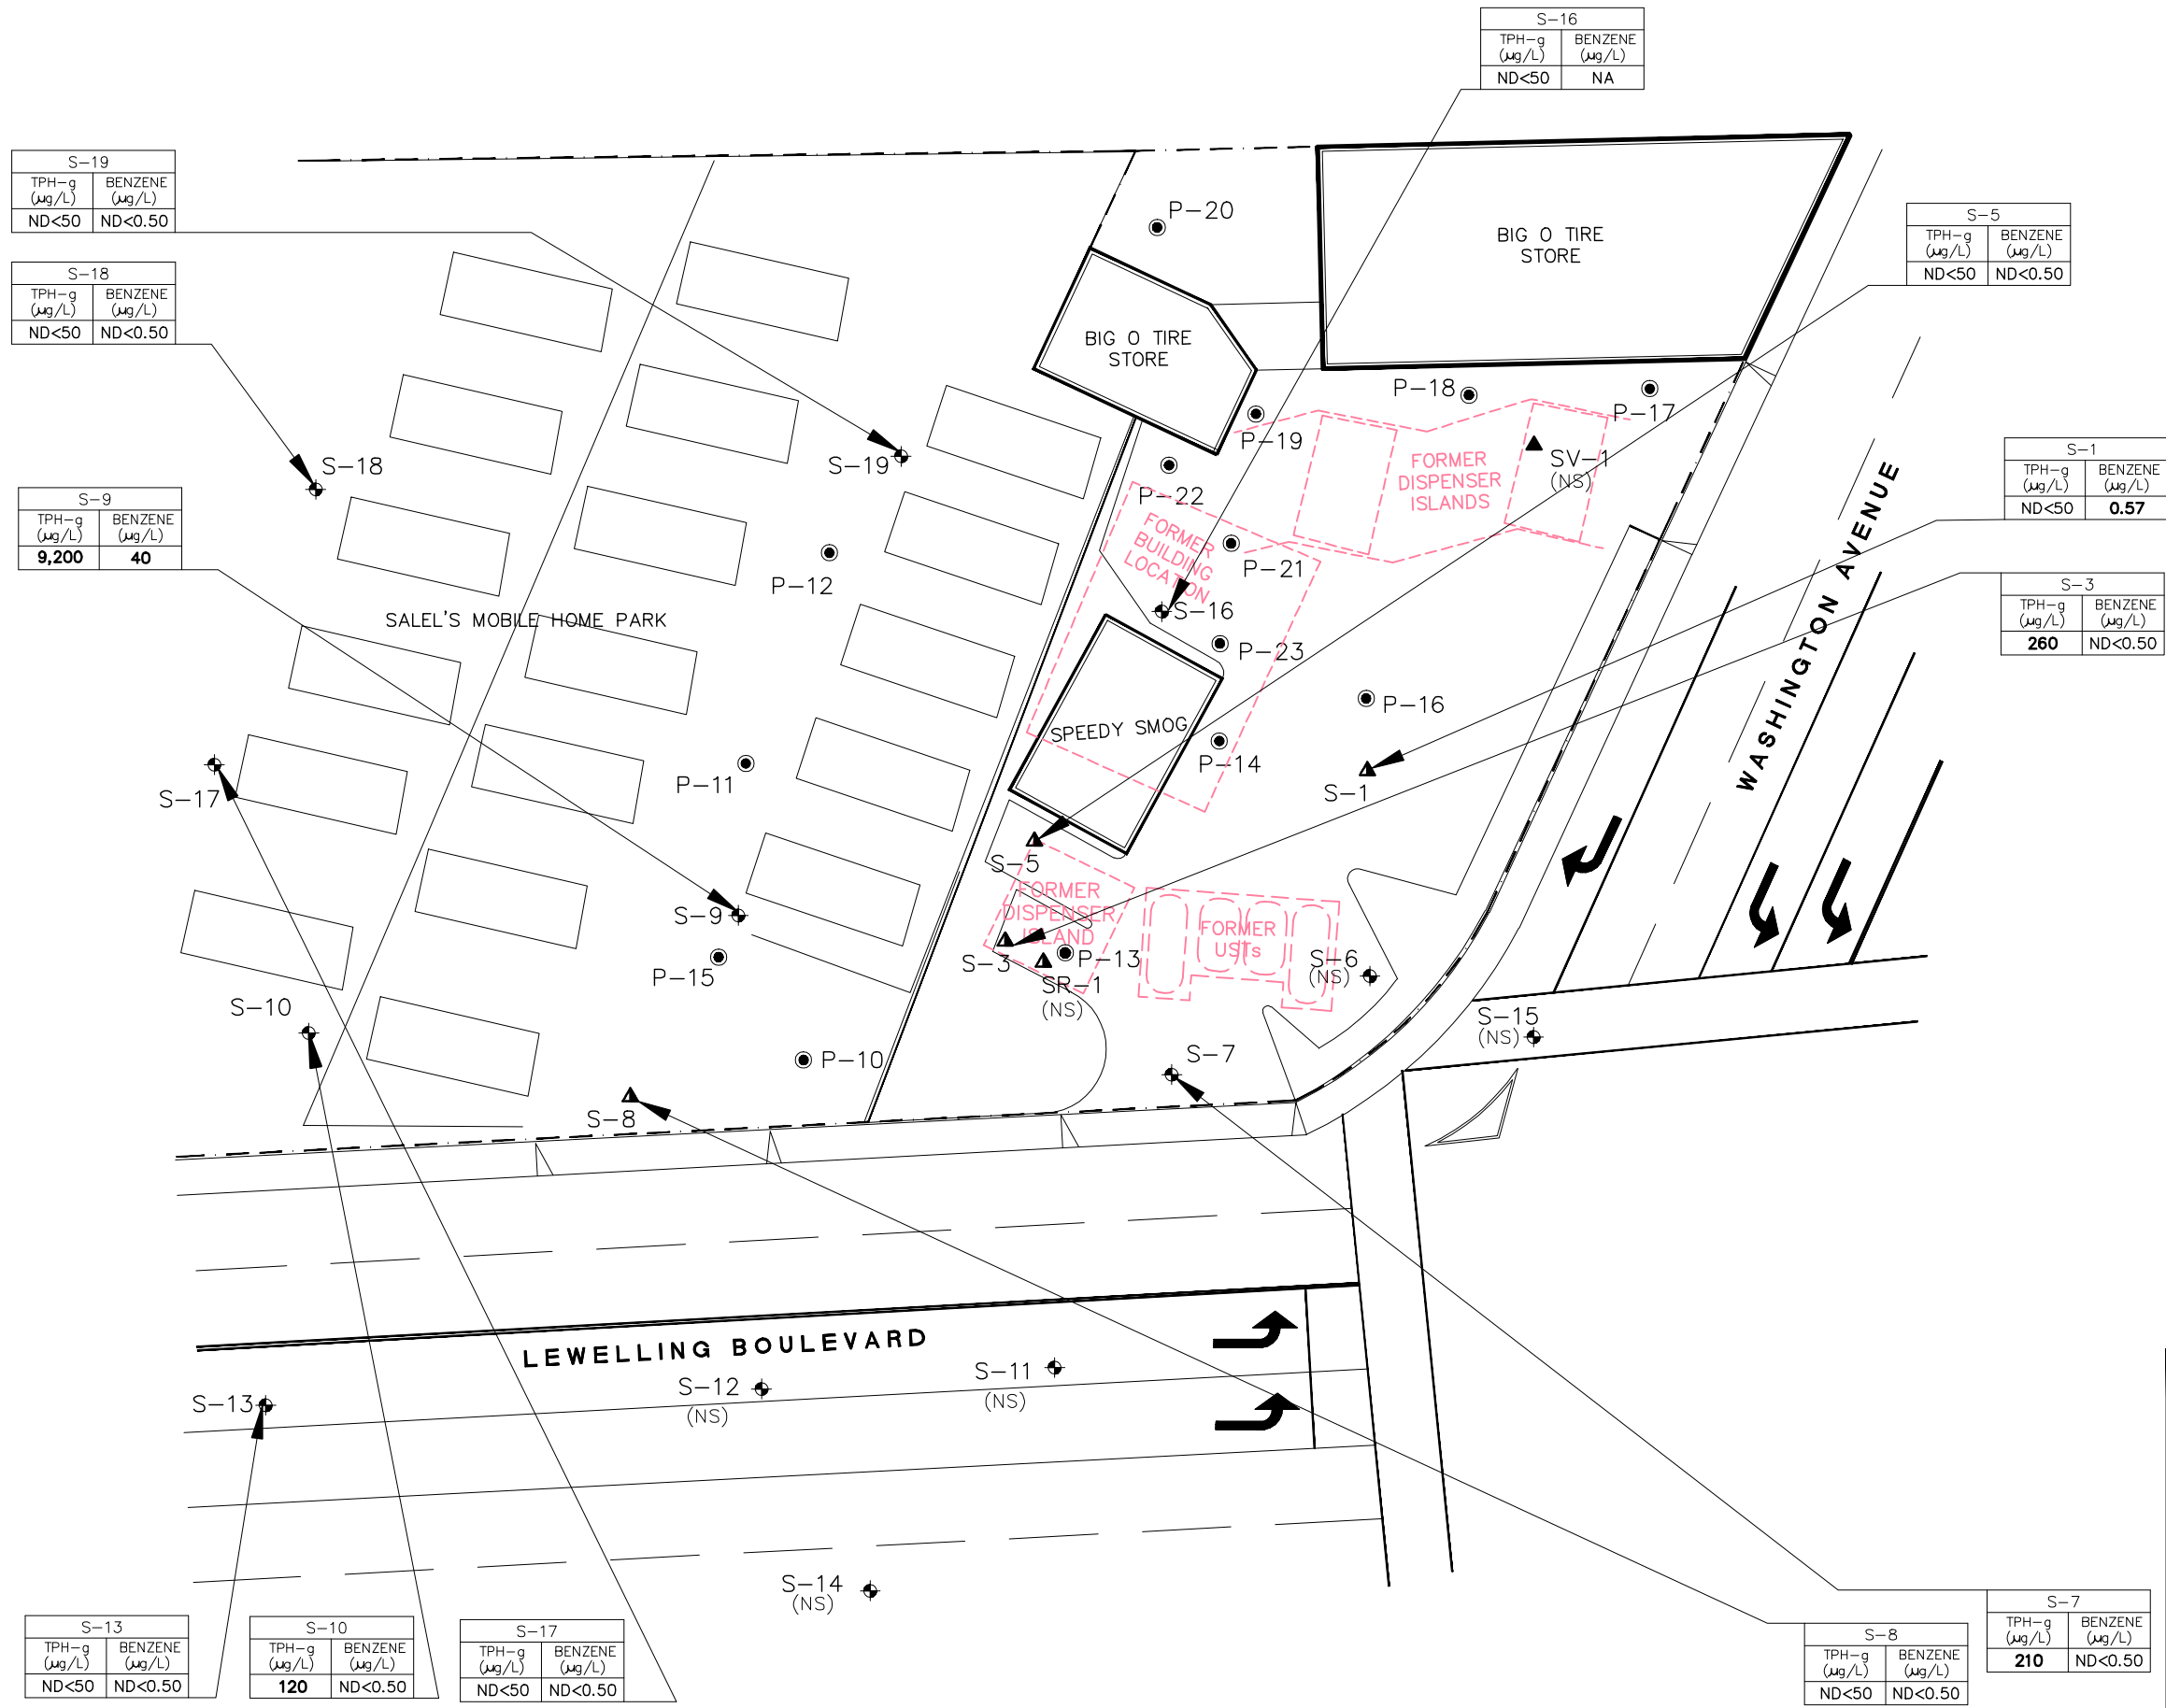 S-16
TPH-g (µg/L) BENZENE (µg/L)
ND<50 NA
S-19
TPH-g (µg/L) BENZENE (µg/L)
ND<50 ND<0.50
S-18
TPH-g (µg/L) BENZENE (µg/L)
ND<50 ND<0.50
S-5
TPH-g (µg/L) BENZENE (µg/L)
ND<50 ND<0.50
S-9
TPH-g (µg/L) BENZENE (µg/L)
9,200 40
S-1
TPH-g (µg/L) BENZENE (µg/L)
ND<50 0.57
S-3
TPH-g (µg/L) BENZENE (µg/L)
260 ND<0.50
P-20
BIG O TIRE
STORE
BIG O TIRE
STORE
P-18
P-17
P-19
S-19
S-18
P-22
FORMER
DISPENSER
ISLANDS
SV-1
(NS)
WASHINGTON AVENUE
FORMER
BUILDING
LOCATION
P-21
P-12
S-16
SALEL'S MOBILE HOME PARK
P-23
P-16
SPEEDY SMOG
P-14
S-17
P-11
S-1
S-5
FORMER
DISPENSER
ISLAND
S-9
FORMER
USTs
S-3
P-13
S-6
(NS)
P-15
SR-1
(NS)
S-10
S-15
(NS)
P-10
S-7
S-8
LEWELLING BOULEVARD
S-13
S-12
(NS)
S-11
(NS)
S-14
(NS)
S-13
TPH-g (µg/L) BENZENE (µg/L)
ND<50 ND<0.50
S-10
TPH-g (µg/L) BENZENE (µg/L)
120 ND<0.50
S-17
TPH-g (µg/L) BENZENE (µg/L)
ND<50 ND<0.50
S-8
TPH-g (µg/L) BENZENE (µg/L)
ND<50 ND<0.50
S-7
TPH-g (µg/L) BENZENE (µg/L)
210 ND<0.50